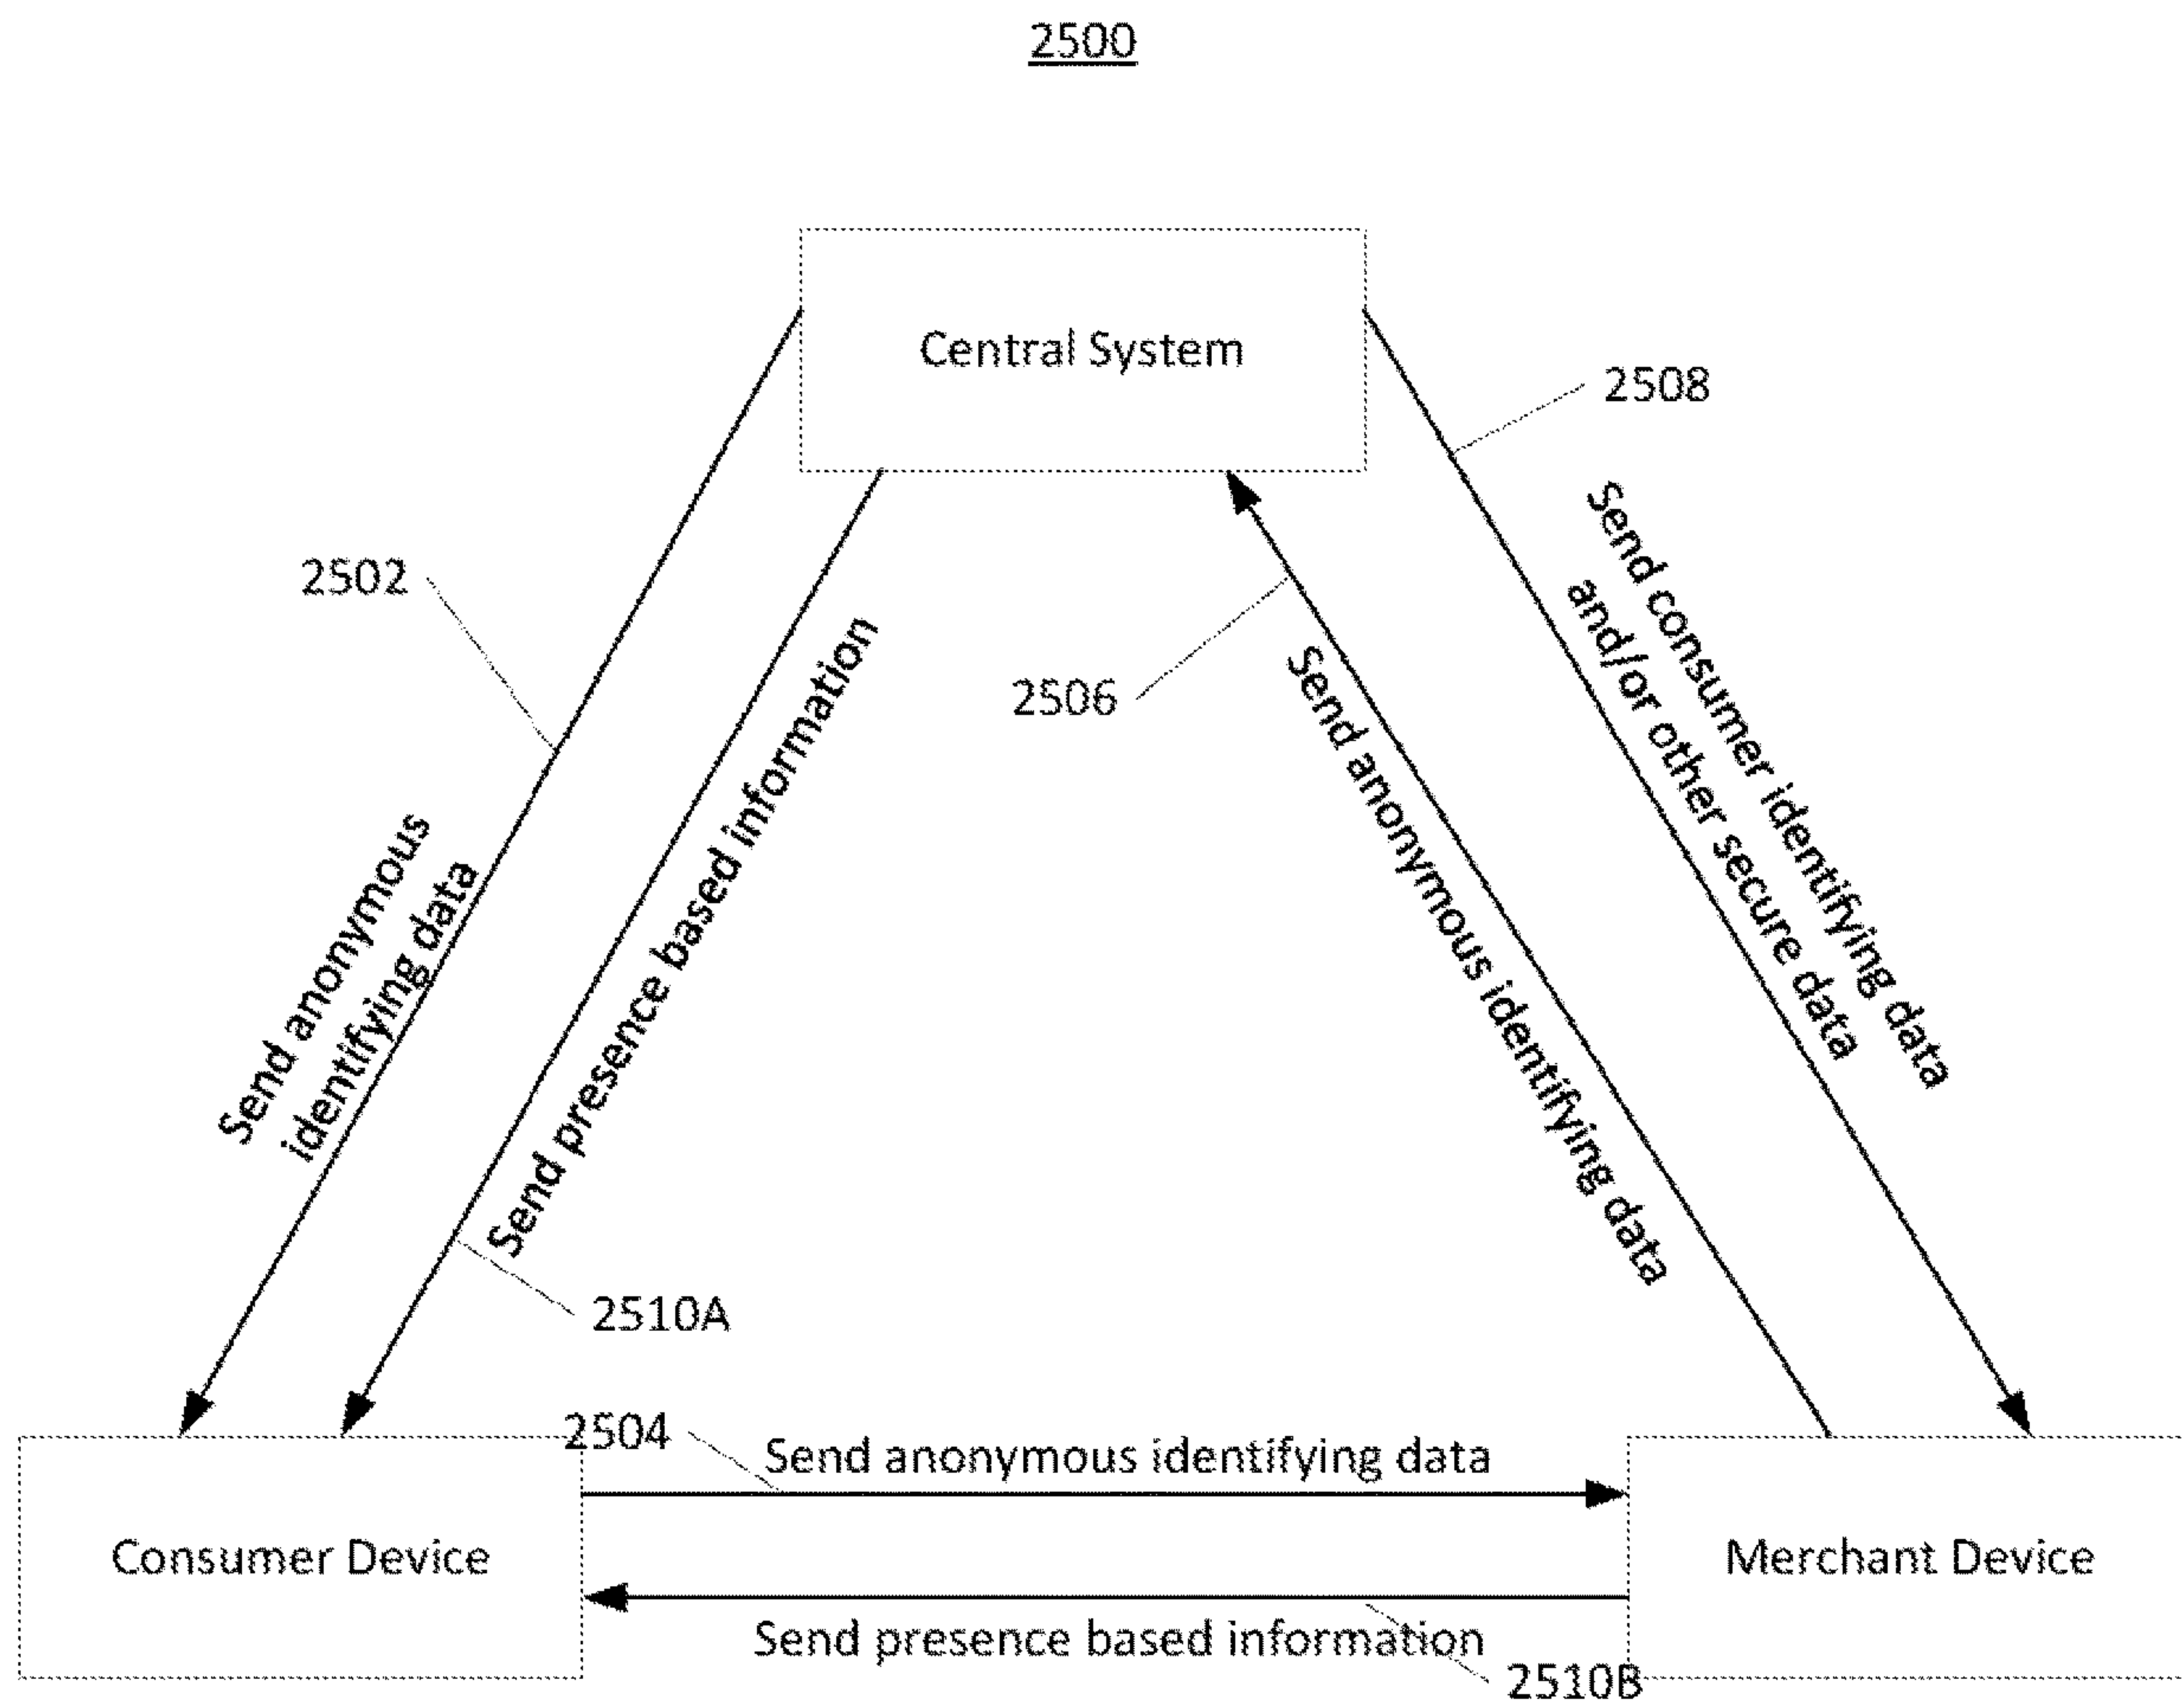 2500
Central System
2508
Send consumer identifying data
and/or other secure data
2502
2506
Send anonymous identifying data
Send presence based information
Send anonymous
identifying data
2510A
2504
Send anonymous identifying data
Consumer Device
Merchant Device
Send presence based information
2510B